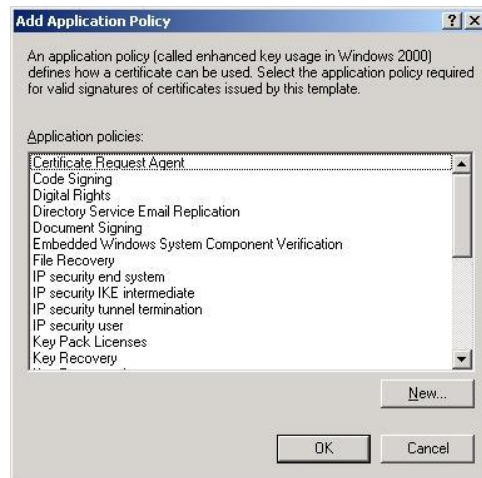 Add Application Policy
An application policy (called enhanced key usage in Windows 2000)
defines how a certificate can be used. Select the application policy required
for valid signatures of certificates issued by this template.
Application policies:
Certificate Request Agent
Code Signing
Digital Rights
Directory Service Email Replication
Document Signing
Embedded Windows System Component Verification
File Recovery
IP security end system
IP security IKE intermediate
IP security tunnel termination
IP security user
Key Pack Licenses
Key Recovery
New...
OK Cancel